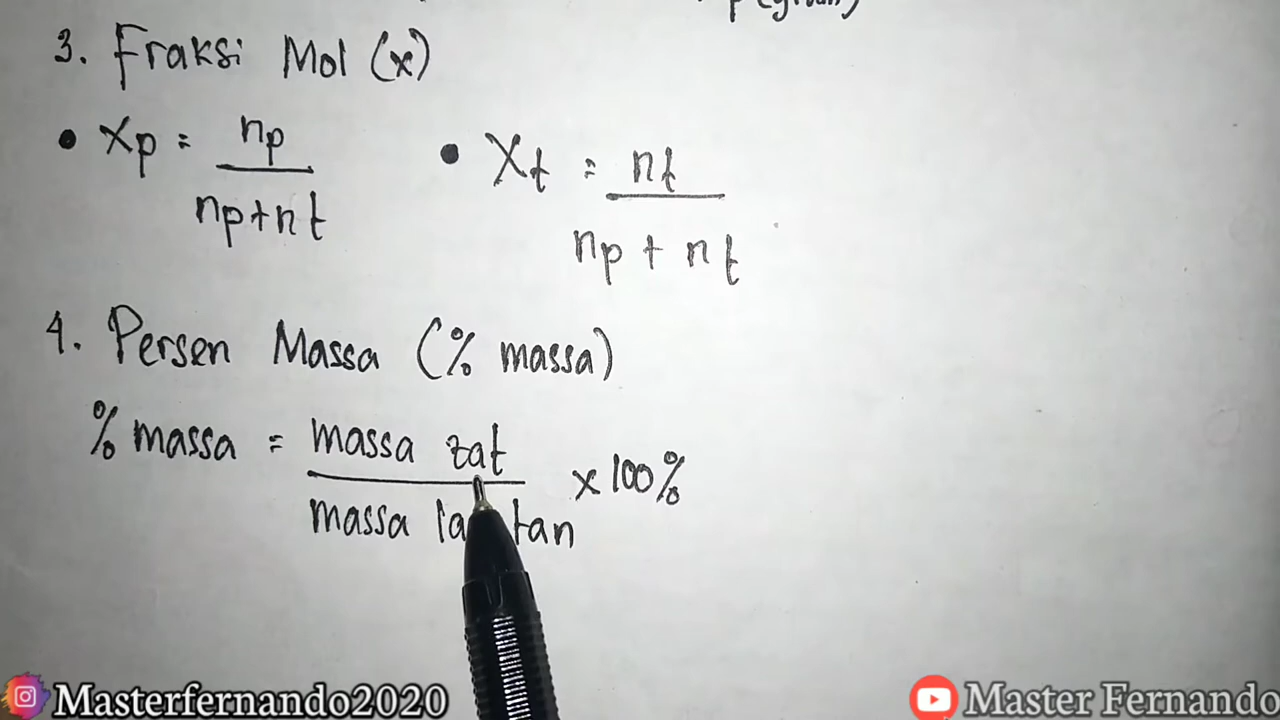 3. Fraksi Mol (x)
• Xp = np / np+nt
• Xt = nt / np + nt
4. Persen Massa (% massa)
% massa = massa zat / massa larutan x 100%
Masterfernando2020
Master Fernando